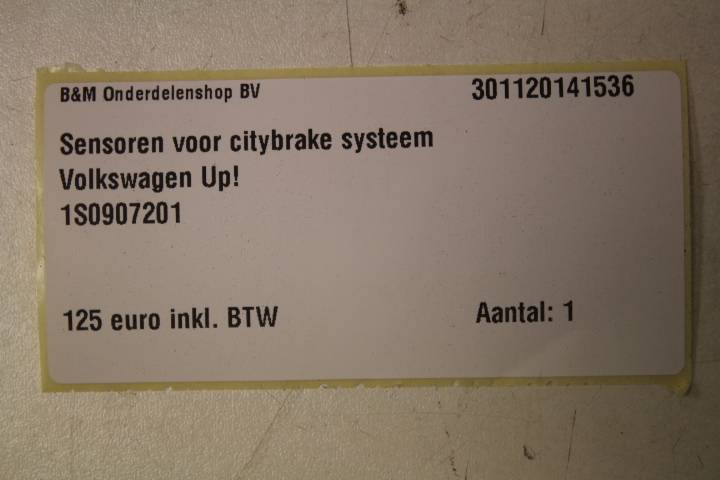 B&M Onderdelenshop BV 301120141536
Sensoren voor citybrake systeem
Volkswagen Up!
1S0907201
125 euro inkl. BTW Aantal: 1